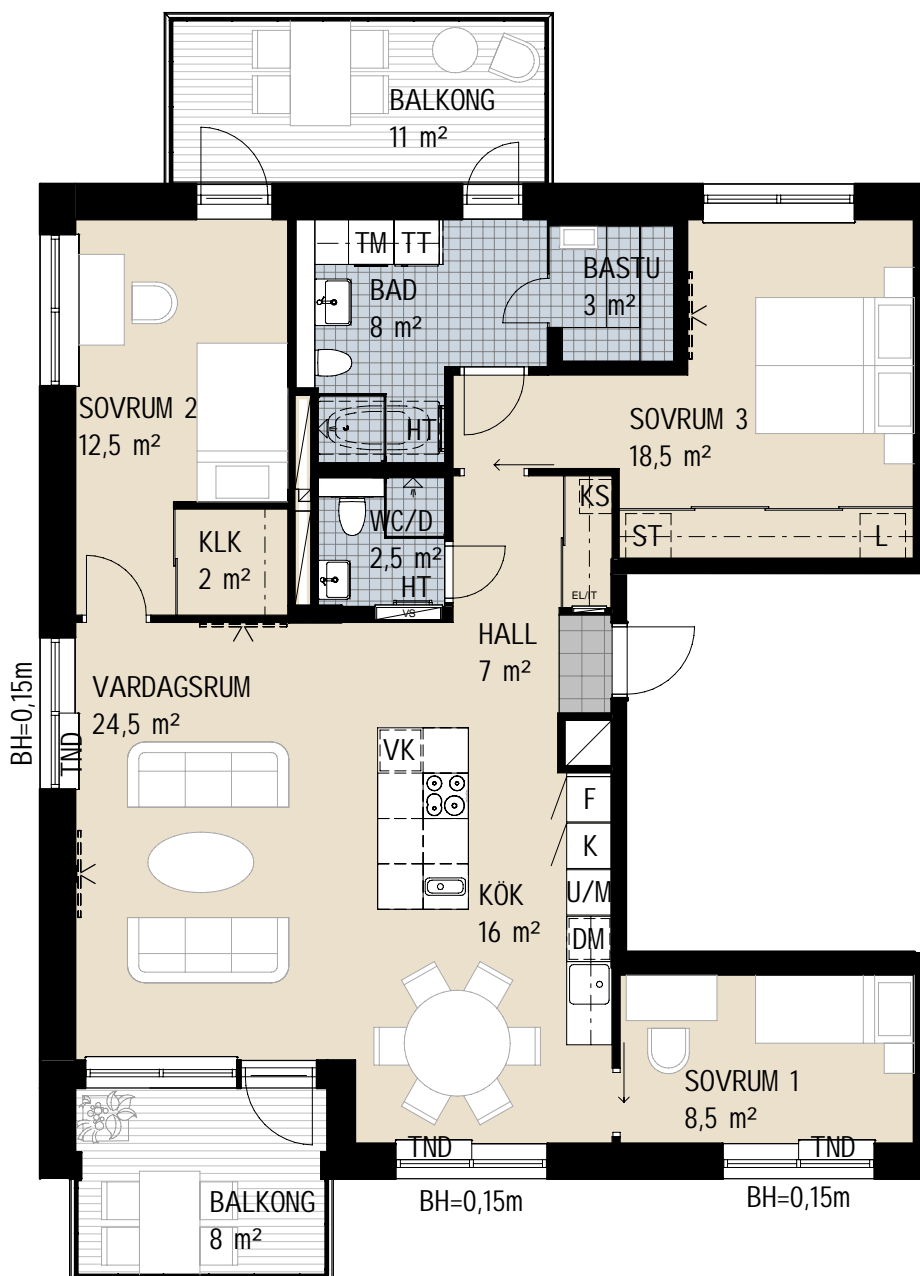 BALKONG
11 m²
TM
TT
BAD
8 m²
BASTU
3 m²
SOVRUM 2
12,5 m²
HT
SOVRUM 3
18,5 m²
KS
KLK
2 m²
WC/D
2,5 m²
HT
VS
ST
L
EL/IT
HALL
7 m²
BH=0,15m
TND
VARDAGSRUM
24,5 m²
VK
F
K
U/M
DM
KÖK
16 m²
SOVRUM 1
8,5 m²
TND
TND
BH=0,15m
BH=0,15m
BALKONG
8 m²